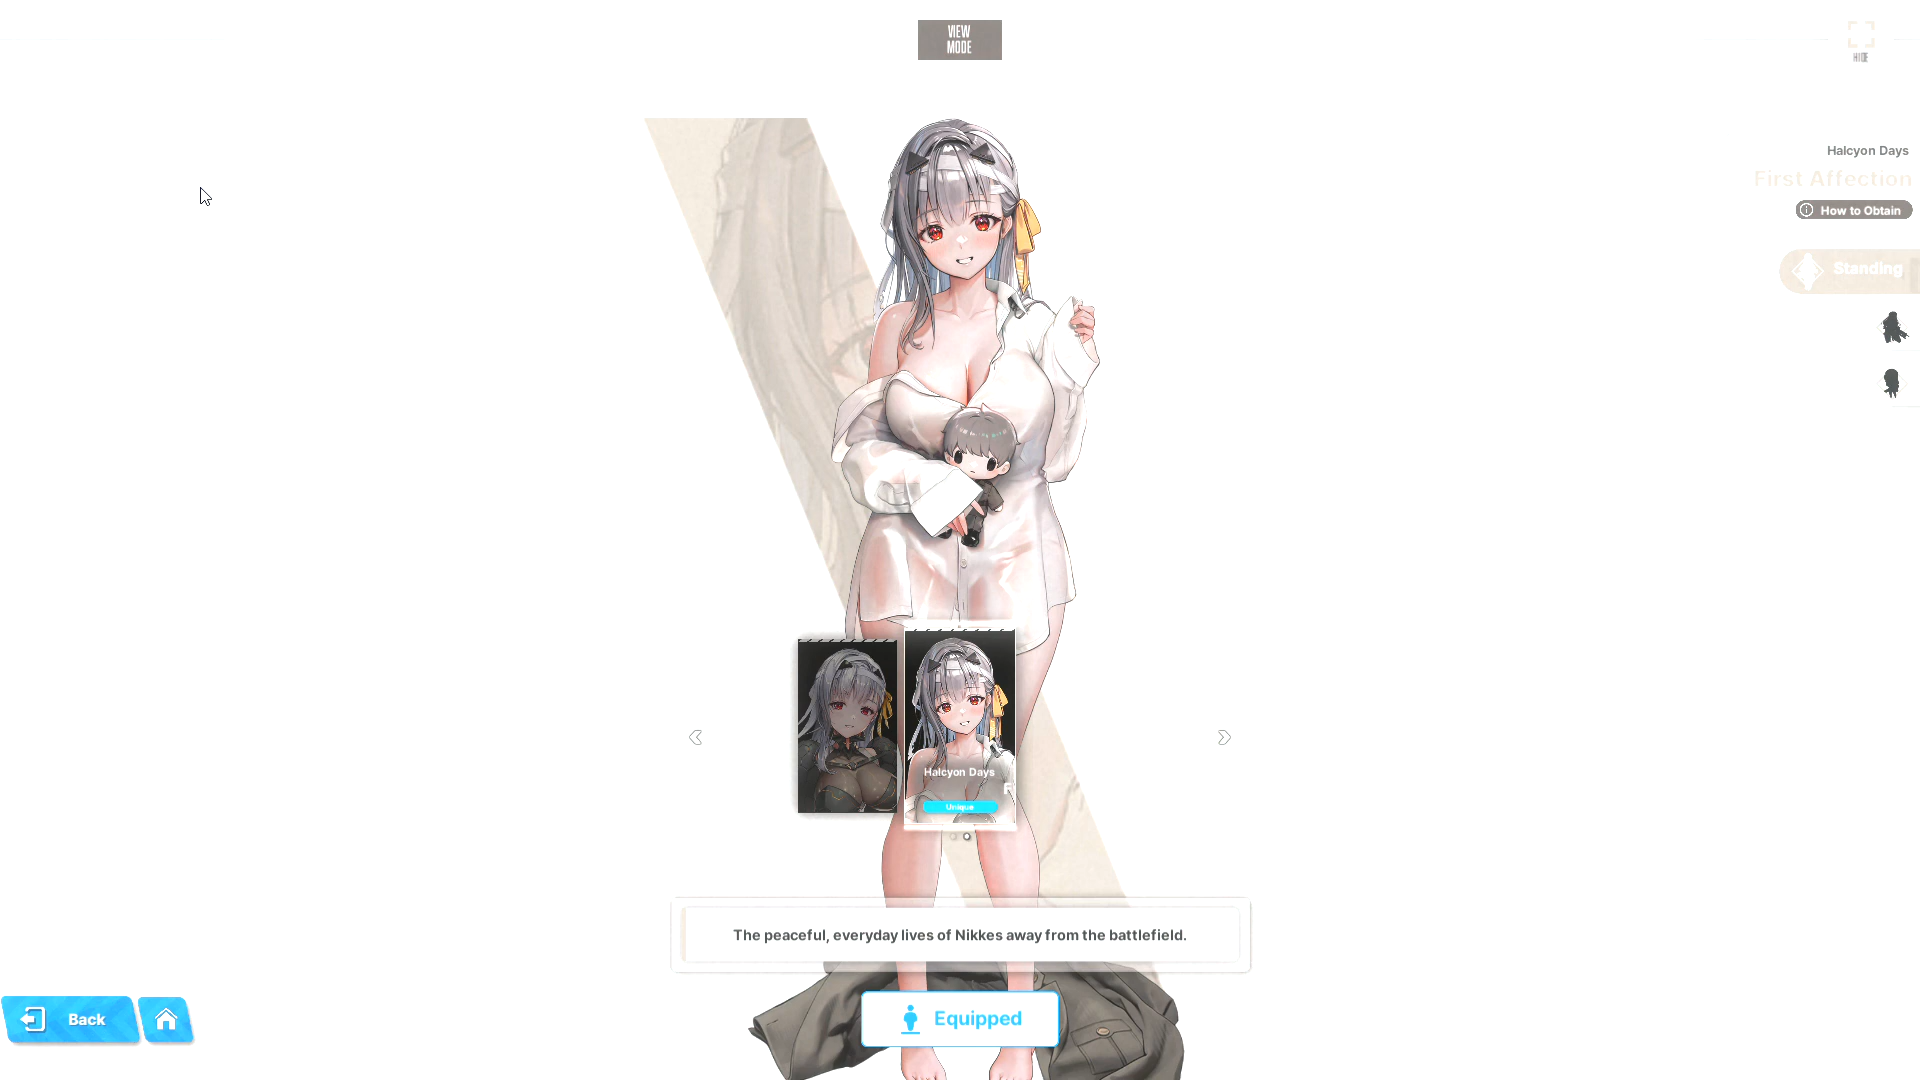 VIEW
MODE
HIDE
Halcyon Days
First Affection
How to Obtain
Standing
Halcyon Days
Unique
The peaceful, everyday lives of Nikkes away from the battlefield.
Back
Equipped